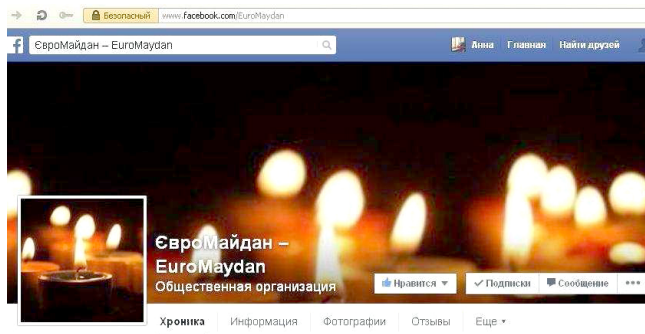 Безопасный www.facebook.com/EuroMaydan
f ЄвроМайдан – EuroMaydan Анна Главная Найти друзей
ЄвроМайдан –
EuroMaydan
Общественная организация
Нравится Подписки Сообщение
Хроника Информация Фотографии Отзывы Еще